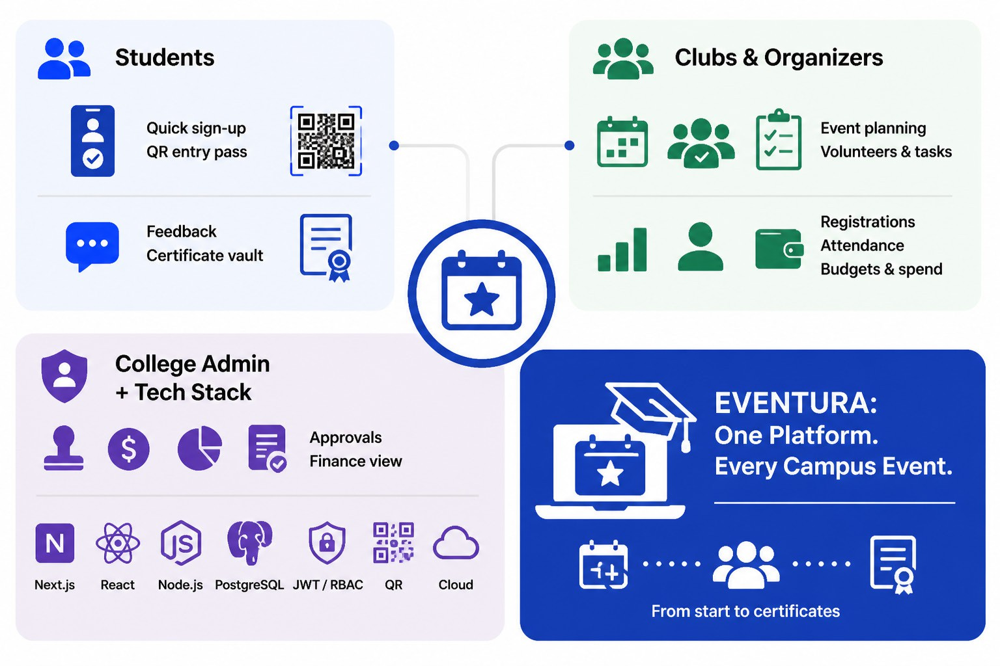 Students
Quick sign-up
QR entry pass
Feedback
Certificate vault
Clubs & Organizers
Event planning
Volunteers & tasks
Registrations
Attendance
Budgets & spend
College Admin
+ Tech Stack
$
Approvals
Finance view
N
JS
Next.js
React
Node.js
PostgreSQL
JWT / RBAC
QR
Cloud
EVENTURA:
One Platform.
Every Campus Event.
From start to certificates